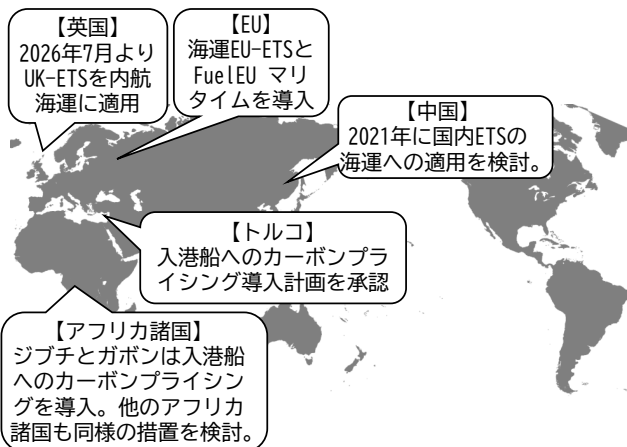 【英国】
2026年7月より
UK-ETSを内航
海運に適用
【EU】
海運EU-ETSと
FuelEU マリ
タイムを導入
【中国】
2021年に国内ETSの
海運への適用を検討。
【トルコ】
入港船へのカーボンプラ
イシング導入計画を承認
【アフリカ諸国】
ジブチとガボンは入港船
へのカーボンプライシン
グを導入。他のアフリカ
諸国も同様の措置を検討。